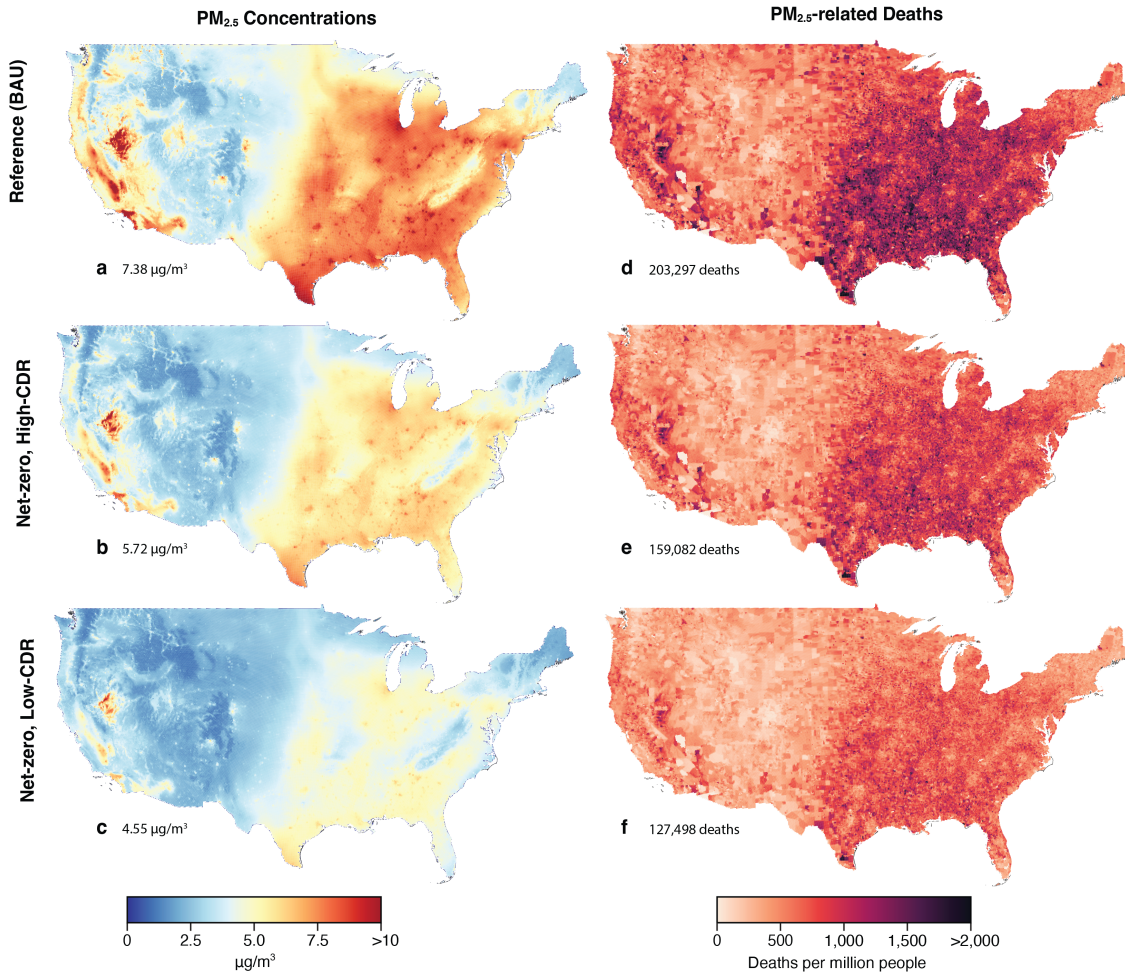 PM2.5 Concentrations
PM2.5-related Deaths
Reference (BAU)
a 7.38 µg/m³
d 203,297 deaths
Net-zero, High-CDR
b 5.72 µg/m³
e 159,082 deaths
Net-zero, Low-CDR
c 4.55 µg/m³
f 127,498 deaths
0 2.5 5.0 7.5 >10
µg/m³
0 500 1,000 1,500 >2,000
Deaths per million people